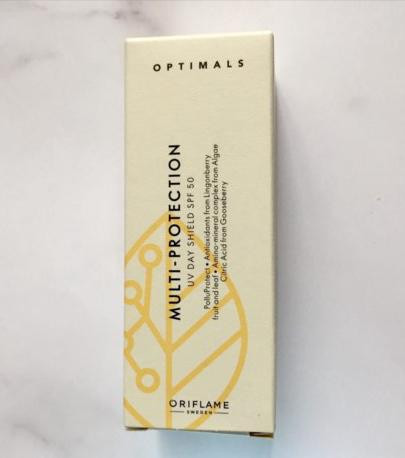 OPTIMALS
MULTI-PROTECTION
UV DAY SHIELD SPF 50
PolluProtect • Antioxidants from Lingonberry
fruit and leaf • Amino-mineral complex from Algae
Citric Acid from Gooseberry
ORIFLAME
SWEDEN